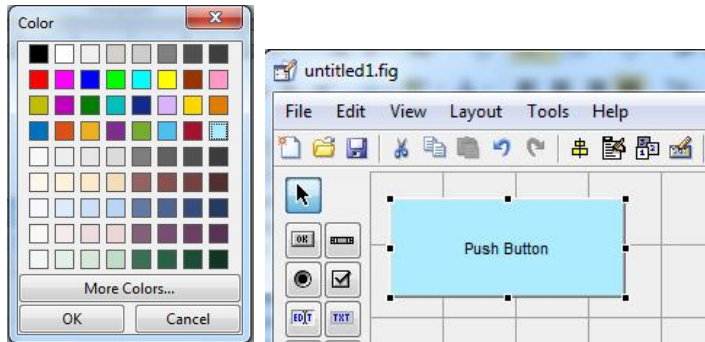 Color
More Colors...
OK
Cancel
untitled1.fig
File Edit View Layout Tools Help
Push Button
OK
EDIT
TXT